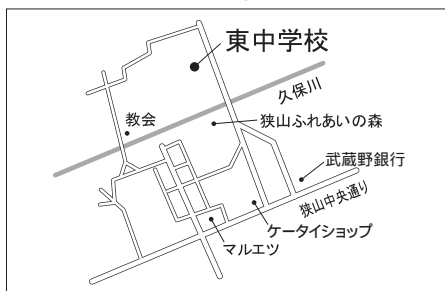 東中学校
久保川
教会
狭山ふれあいの森
武蔵野銀行
狭山中央通り
ケータイショップ
マルエツ